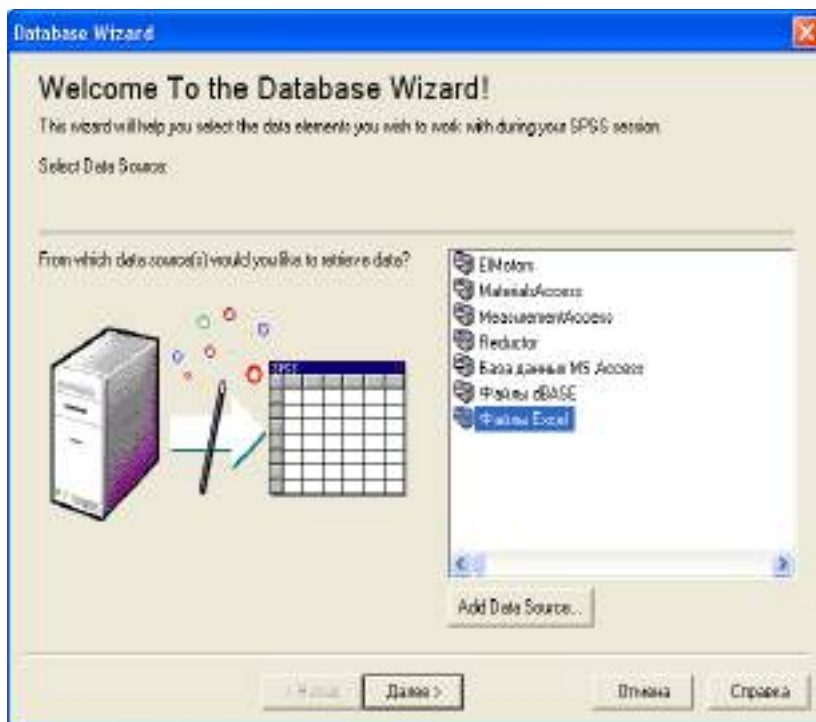 Database Wizard
Welcome To the Database Wizard!
This wizard will help you select the data elements you wish to work with during your SPSS session.
Select Data Source:
From which data source(s) would you like to retrieve data?
SPSS
ElMotors
MaterialsAccess
MeasurementAccess
Reductor
База данных MS Access
Файлы dBASE
Файлы Excel
Add Data Source...
< Назад
Далее >
Отмена
Справка